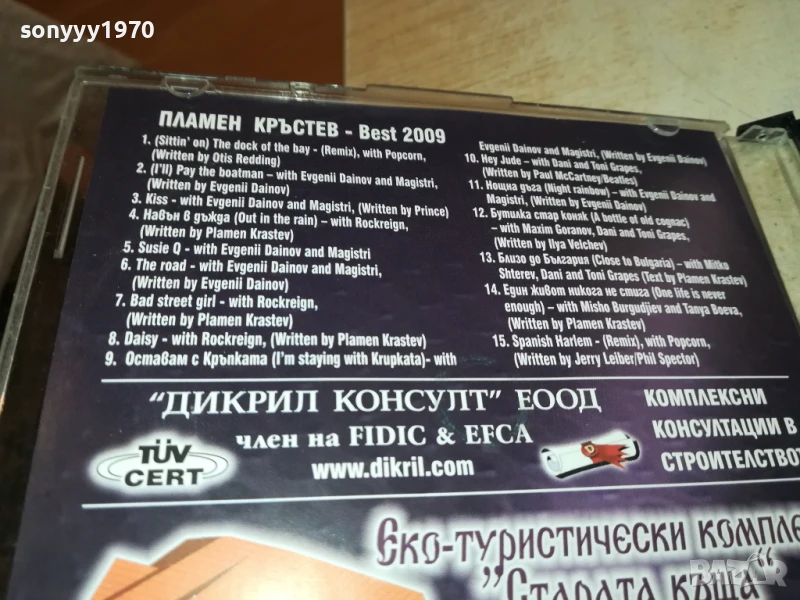 sonyyy1970
ПЛАМЕН КРЪСТЕВ - Best 2009
1. (Sittin' on) The dock of the bay - (Remix), with Popcorn,
(Written by Otis Redding)
2. (I'll) Pay the boatman - with Evgenii Dainov and Magistri,
(Written by Evgenii Dainov)
3. Kiss - with Evgenii Dainov and Magistri, (Written by Prince)
4. Навън в дъжда (Out in the rain) – with Rockreign,
(Written by Plamen Krastev)
5. Susie Q - with Evgenii Dainov and Magistri
6. The road - with Evgenii Dainov and Magistri,
(Written by Evgenii Dainov)
7. Bad street girl - with Rockreign,
(Written by Plamen Krastev)
8. Daisy - with Rockreign, (Written by Plamen Krastev)
9. Оставам с Кръпката (I'm staying with Krupkata)- with
Evgenii Dainov and Magistri, (Written by Evgenii Dainov)
10. Hey Jude – with Dani and Toni Grapes,
(Written by Paul McCartney/Beatles)
11. Нощна дъга (Night rainbow) – with Evgenii Dainov and
Magistri, (Written by Evgenii Dainov)
12. Бутилка стар коняк (A bottle of old cognac)
– with Maxim Goranov, Dani and Toni Grapes,
(Written by Ilya Velchev)
13. Близо до България (Close to Bulgaria) – with Mitko
Shterev, Dani and Toni Grapes (Text by Plamen Krastev)
14. Един живот никога не стига (One life is never
enough) – with Misho Burgudjiev and Tanya Boeva,
(Written by Plamen Krastev)
15. Spanish Harlem - (Remix), with Popcorn,
(Written by Jerry Leiber/Phil Spector)
"ДИКРИЛ КОНСУЛТ" ЕООД
член на FIDIC & EFCA
www.dikril.com
TÜV
CERT
КОМПЛЕКСНИ
КОНСУЛТАЦИИ В
СТРОИТЕЛСТВОТ
Еко-туристически компле
"Старата къща"
BAZAR